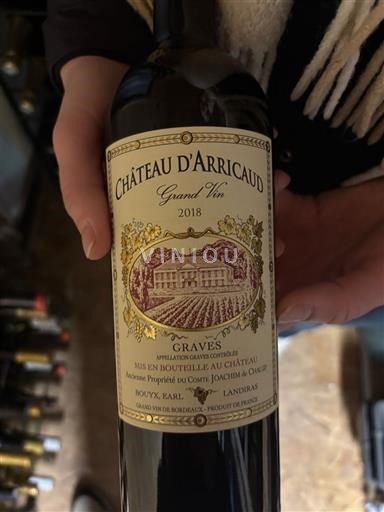 CHÂTEAU D'ARRICAUD
Grand Vin
2018
VINIOU
GRAVES
APPELLATION GRAVES CONTRÔLÉE
MIS EN BOUTEILLE AU CHÂTEAU
Ancienne Propriété DU COMTE JOACHIM de CHALUP
BOUYX, EARL LANDIRAS
GRAND VIN DE BORDEAUX - PRODUIT DE FRANCE